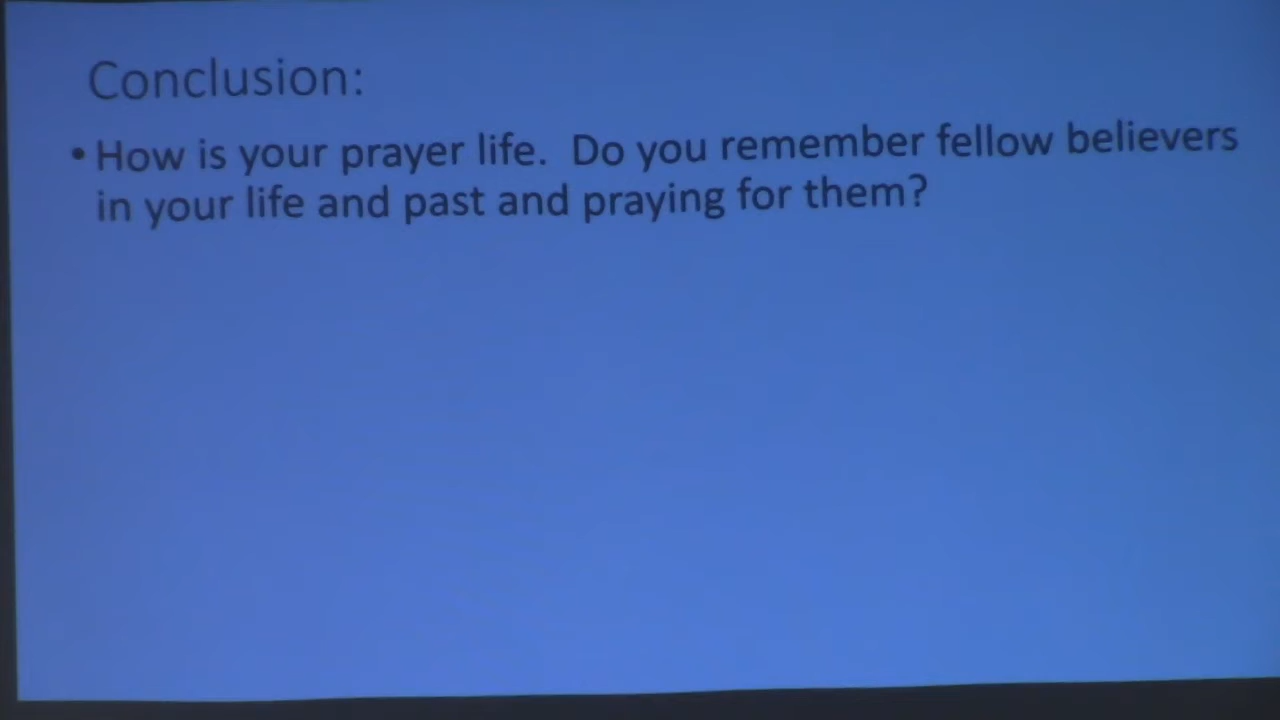 Conclusion:
• How is your prayer life.  Do you remember fellow believers
in your life and past and praying for them?